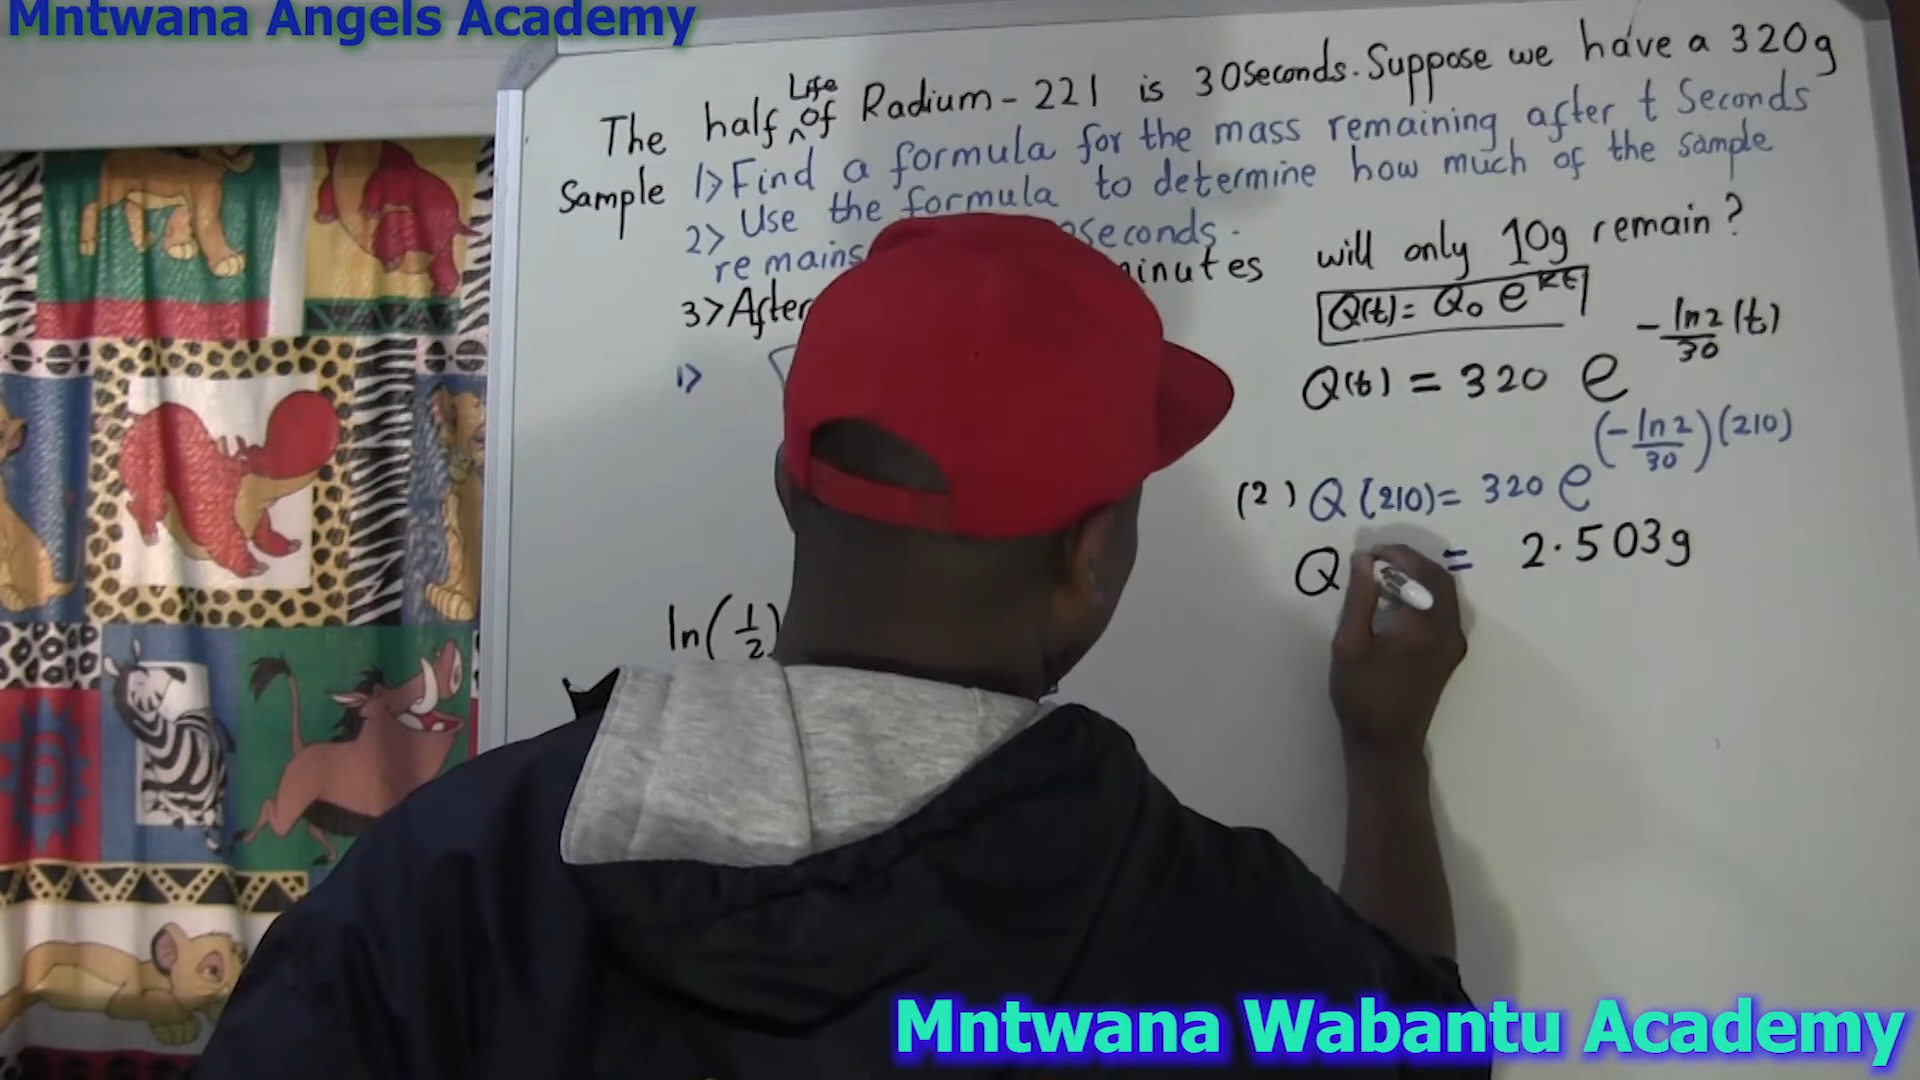 Mntwana Angels Academy
The half Life of Radium - 221 is 30 Seconds. Suppose we have a 320g
Sample 1> Find a formula for the mass remaining after t Seconds
2> Use the formula to determine how much of the sample
remains seconds.
3> After minutes will only 10g remain?
Q(t) = Q₀ e^kt
1>
Q(t) = 320 e^-ln2/30 (t)
(2) Q(210) = 320 e^(-ln2/30)(210)
Q = 2.503g
ln(1/2)
Mntwana Wabantu Academy